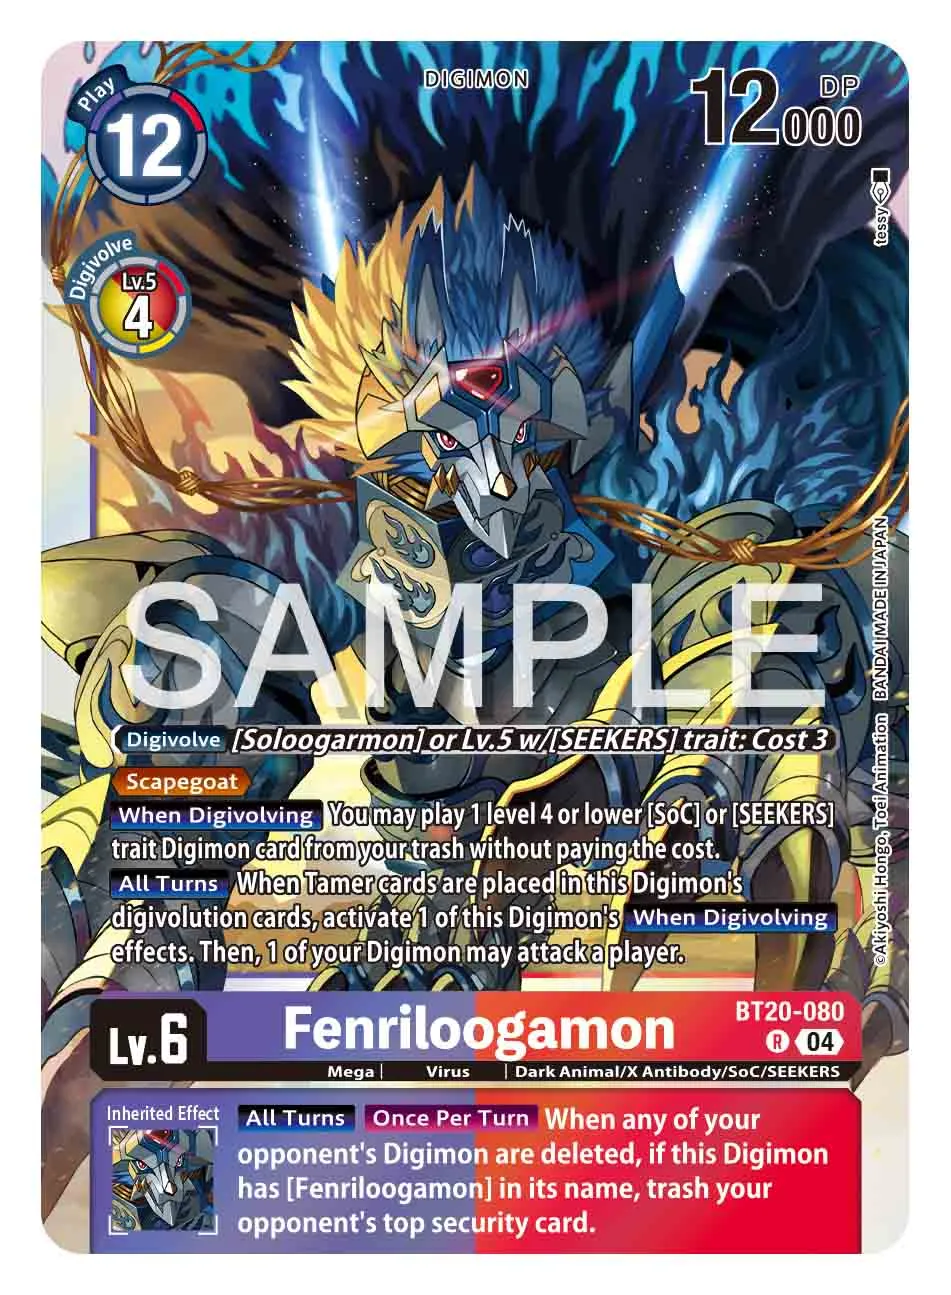 DIGIMON
Play
12
12000
DP
Digivolve
Lv.5
4
tessy
SAMPLE
©Akiyoshi Hongo, Toei Animation BANDAI MADE IN JAPAN
Digivolve [Soloogarmon] or Lv.5 w/[SEEKERS] trait: Cost 3
Scapegoat
When Digivolving You may play 1 level 4 or lower [SoC] or [SEEKERS]
trait Digimon card from your trash without paying the cost.
All Turns When Tamer cards are placed in this Digimon's
digivolution cards, activate 1 of this Digimon's When Digivolving
effects. Then, 1 of your Digimon may attack a player.
Lv.6
Fenriloogamon
BT20-080
R 04
Mega | Virus | Dark Animal/X Antibody/SoC/SEEKERS
Inherited Effect
All Turns Once Per Turn When any of your
opponent's Digimon are deleted, if this Digimon
has [Fenriloogamon] in its name, trash your
opponent's top security card.